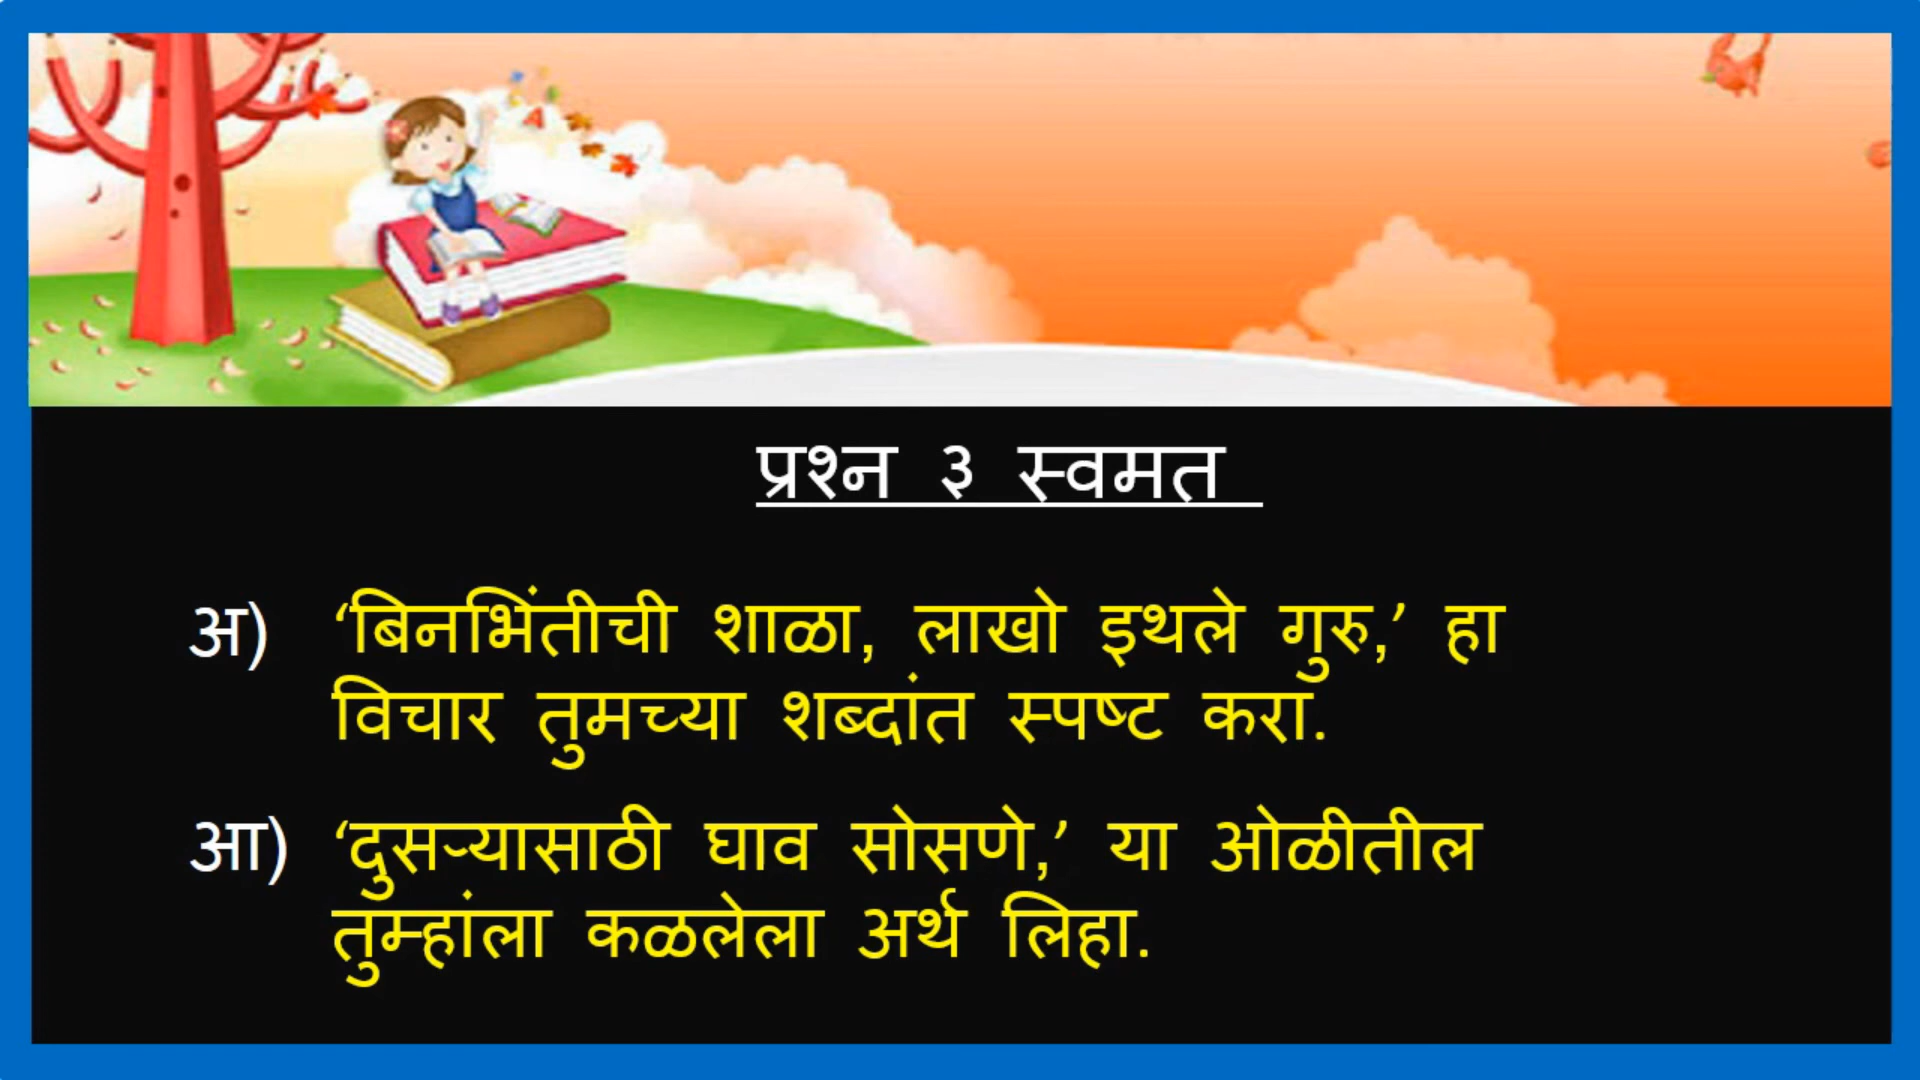 प्रश्न ३ स्वमत
अ) ‘बिनभिंतीची शाळा, लाखो इथले गुरु,’ हा
विचार तुमच्या शब्दांत स्पष्ट करा.
आ) ‘दुसऱ्यासाठी घाव सोसणे,’ या ओळीतील
तुम्हांला कळलेला अर्थ लिहा.